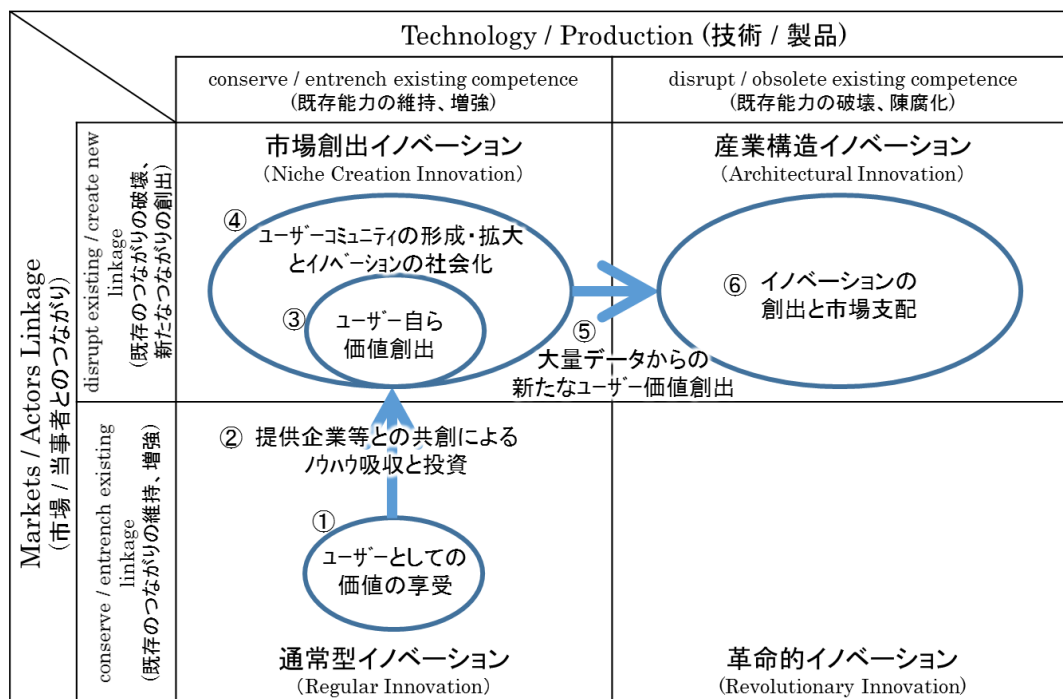 Technology / Production (技術 / 製品)
conserve / entrench existing competence
(既存能力の維持、増強)
disrupt / obsolete existing competence
(既存能力の破壊、陳腐化)
Markets / Actors Linkage
(市場 / 当事者とのつながり)
disrupt existing / create new
linkage
(既存のつながりの破壊、
新たなつながりの創出)
市場創出イノベーション
(Niche Creation Innovation)
④
ユーザーコミュニティの形成・拡大
とイノベーションの社会化
③
ユーザー自ら
価値創出
産業構造イノベーション
(Architectural Innovation)
⑥ イノベーションの
創出と市場支配
⑤
大量データからの
新たなユーザー価値創出
conserve / entrench existing
linkage
(既存のつながりの維持、増強)
② 提供企業等との共創による
ノウハウ吸収と投資
①
ユーザーとしての
価値の享受
通常型イノベーション
(Regular Innovation)
革命的イノベーション
(Revolutionary Innovation)